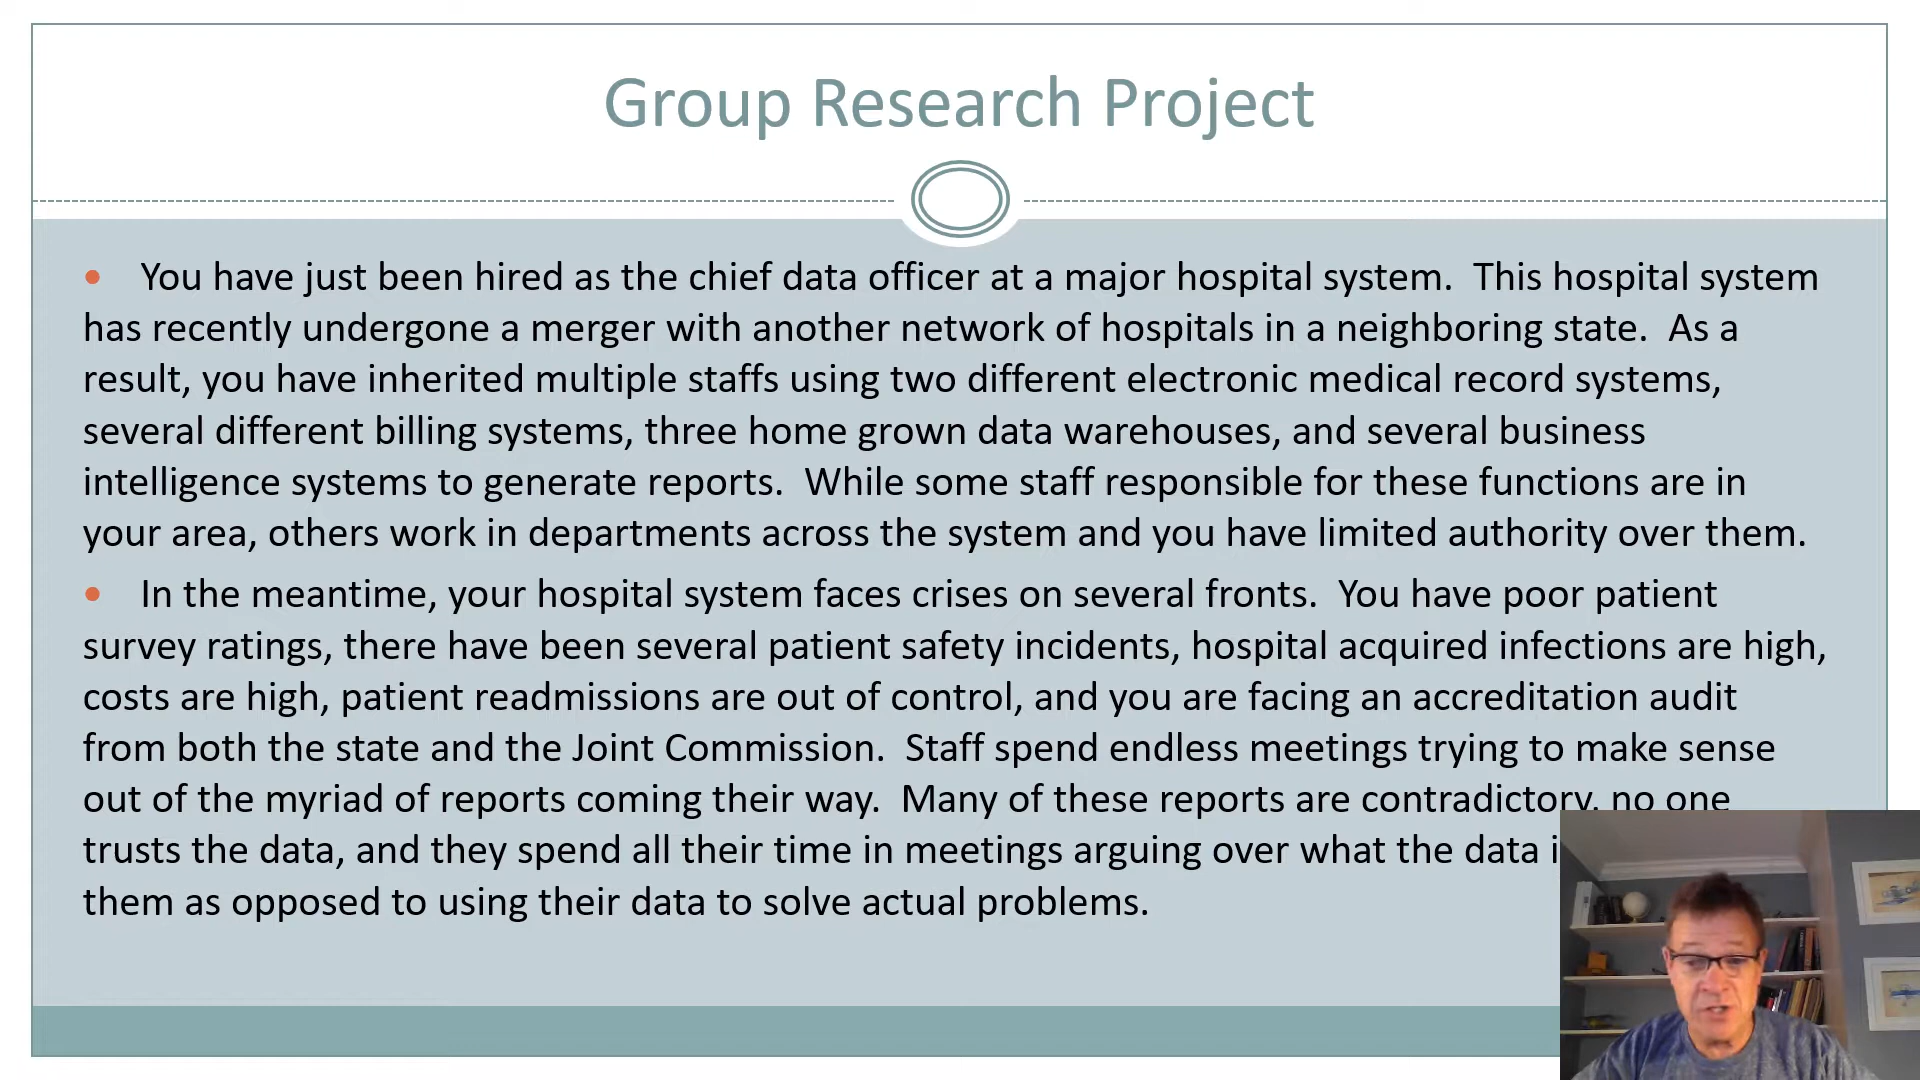 Group Research Project
• You have just been hired as the chief data officer at a major hospital system. This hospital system
has recently undergone a merger with another network of hospitals in a neighboring state. As a
result, you have inherited multiple staffs using two different electronic medical record systems,
several different billing systems, three home grown data warehouses, and several business
intelligence systems to generate reports. While some staff responsible for these functions are in
your area, others work in departments across the system and you have limited authority over them.
• In the meantime, your hospital system faces crises on several fronts. You have poor patient
survey ratings, there have been several patient safety incidents, hospital acquired infections are high,
costs are high, patient readmissions are out of control, and you are facing an accreditation audit
from both the state and the Joint Commission. Staff spend endless meetings trying to make sense
out of the myriad of reports coming their way. Many of these reports are contradictory, no one
trusts the data, and they spend all their time in meetings arguing over what the data
them as opposed to using their data to solve actual problems.